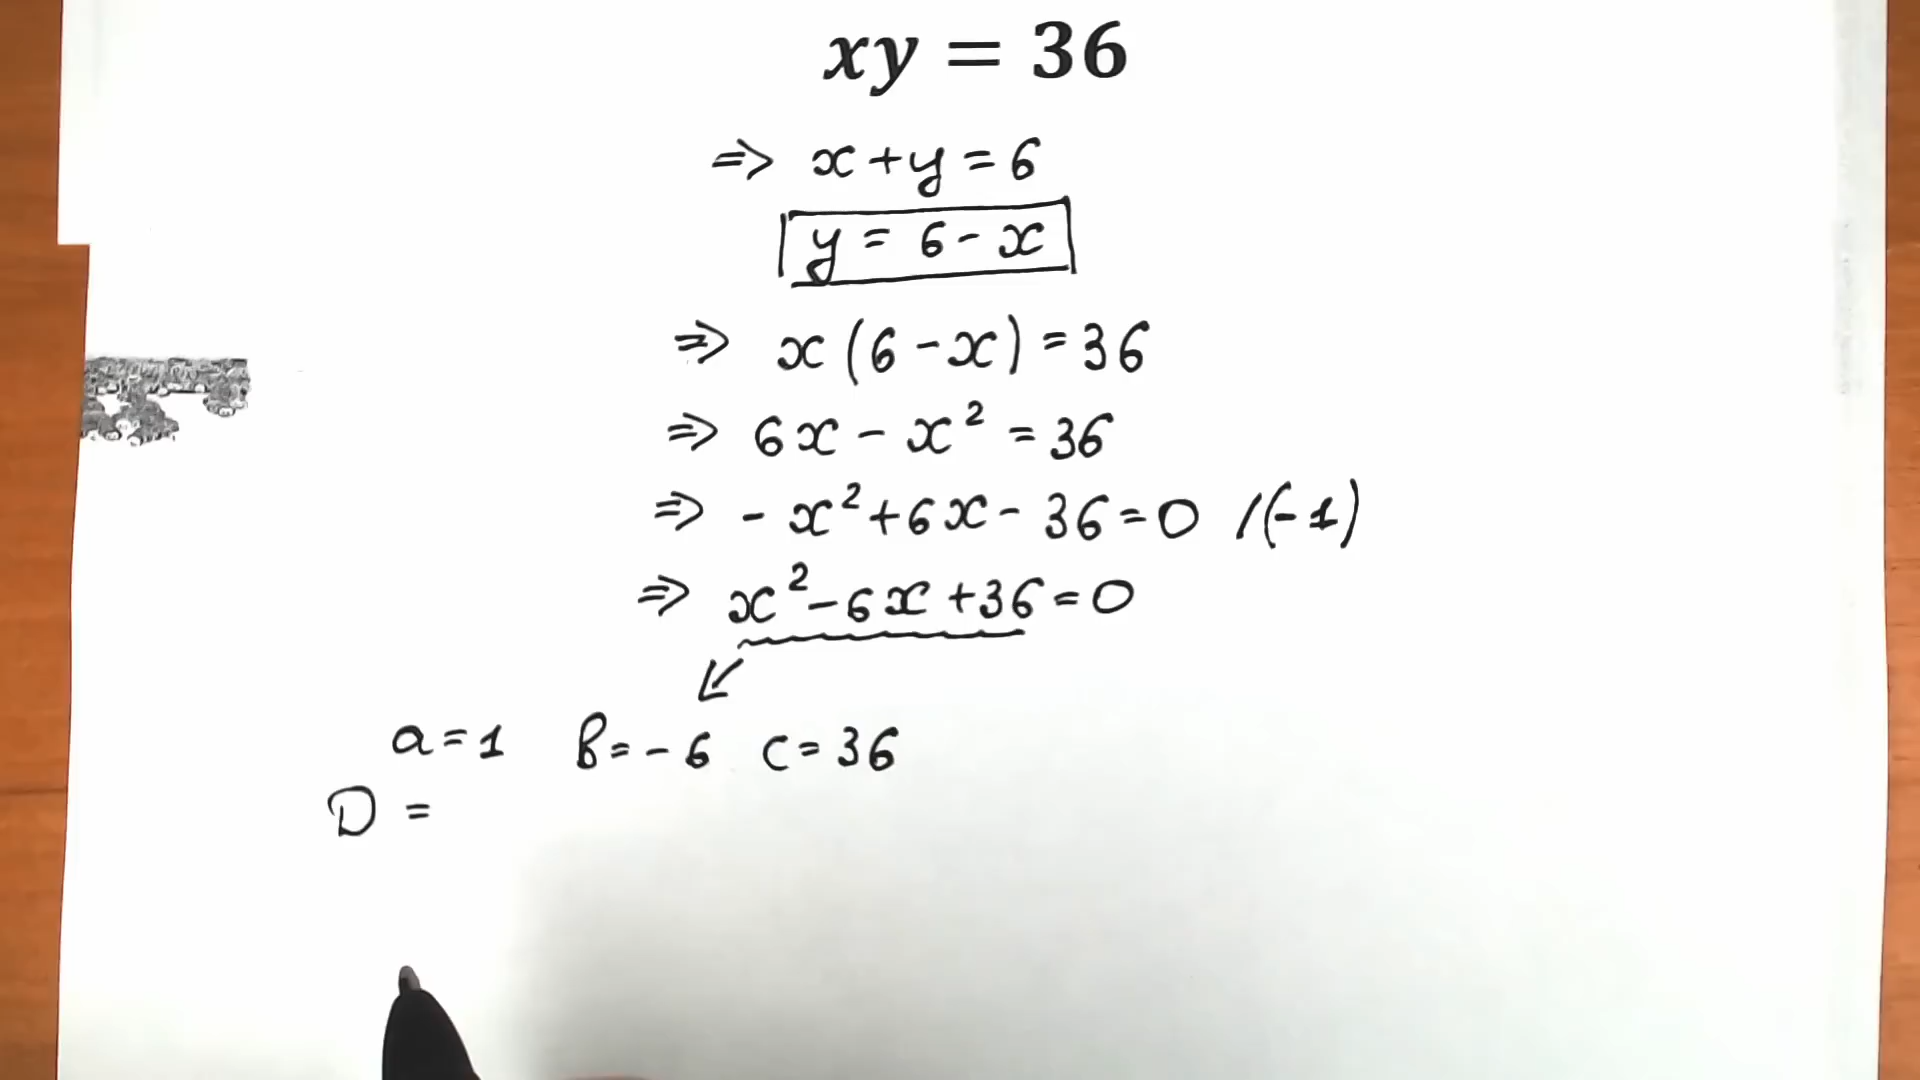 xy = 36
⇒ x + y = 6
y = 6 - x
⇒ x(6 - x) = 36
⇒ 6x - x² = 36
⇒ - x² + 6x - 36 = 0 /(-1)
⇒ x² - 6x + 36 = 0
a = 1 b = - 6 c = 36
D =